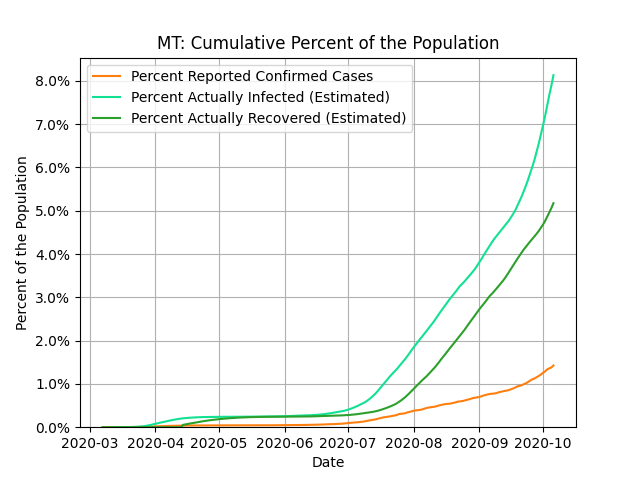 MT: Cumulative Percent of the Population
Percent Reported Confirmed Cases
Percent Actually Infected (Estimated)
Percent Actually Recovered (Estimated)
Percent of the Population
8.0%
7.0%
6.0%
5.0%
4.0%
3.0%
2.0%
1.0%
0.0%
2020-03 2020-04 2020-05 2020-06 2020-07 2020-08 2020-09 2020-10
Date